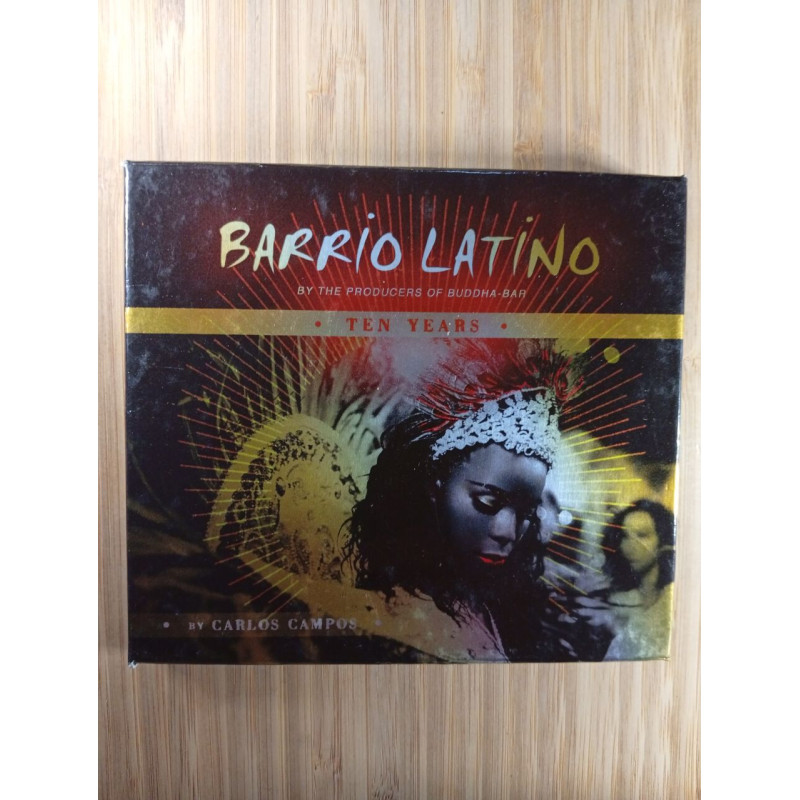 BARRIO LATINO
BY THE PRODUCERS OF BUDDHA-BAR
• TEN YEARS •
• BY CARLOS CAMPOS •